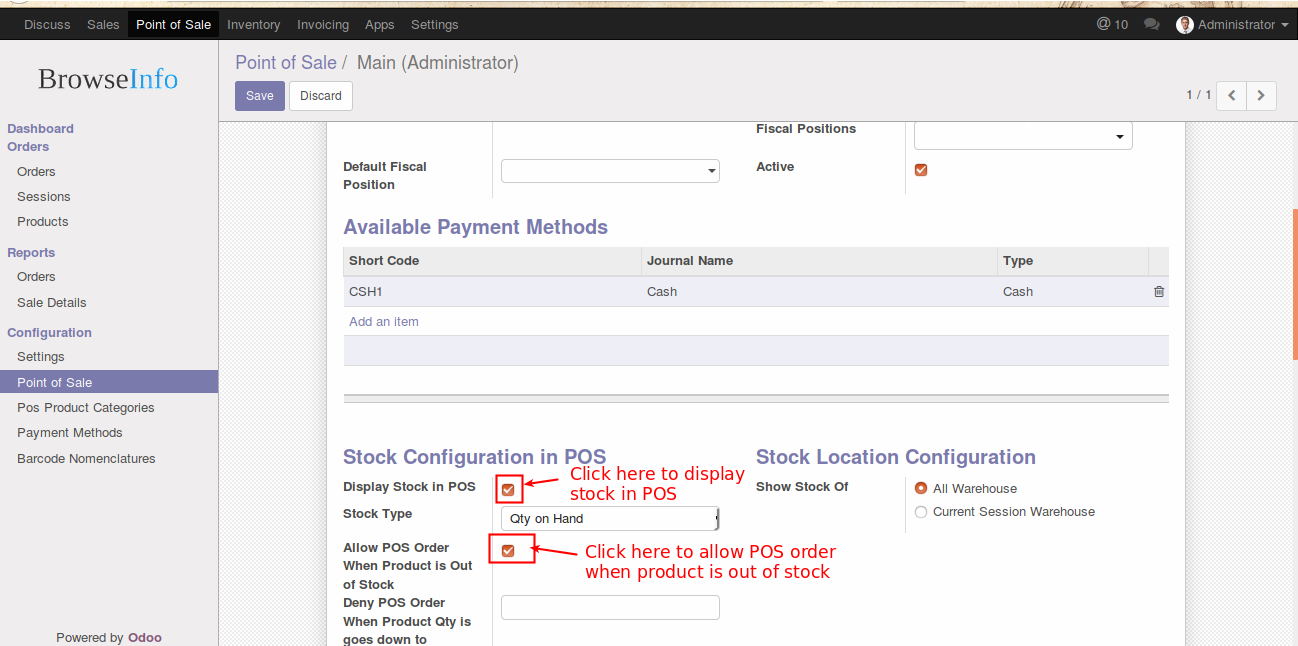 Discuss Sales Point of Sale Inventory Invoicing Apps Settings @ 10 Administrator
BrowseInfo
Point of Sale / Main (Administrator)
Save Discard 1 / 1
Dashboard
Orders
Orders
Sessions
Products
Reports
Orders
Sale Details
Configuration
Settings
Point of Sale
Pos Product Categories
Payment Methods
Barcode Nomenclatures
Powered by Odoo
Fiscal Positions
Default Fiscal
Position
Active
Available Payment Methods
Short Code Journal Name Type
CSH1 Cash Cash
Add an item
Stock Configuration in POS
Display Stock in POS
Click here to display
stock in POS
Stock Type Qty on Hand
Allow POS Order
When Product is Out
of Stock
Click here to allow POS order
when product is out of stock
Deny POS Order
When Product Qty is
goes down to
Stock Location Configuration
Show Stock Of All Warehouse
Current Session Warehouse